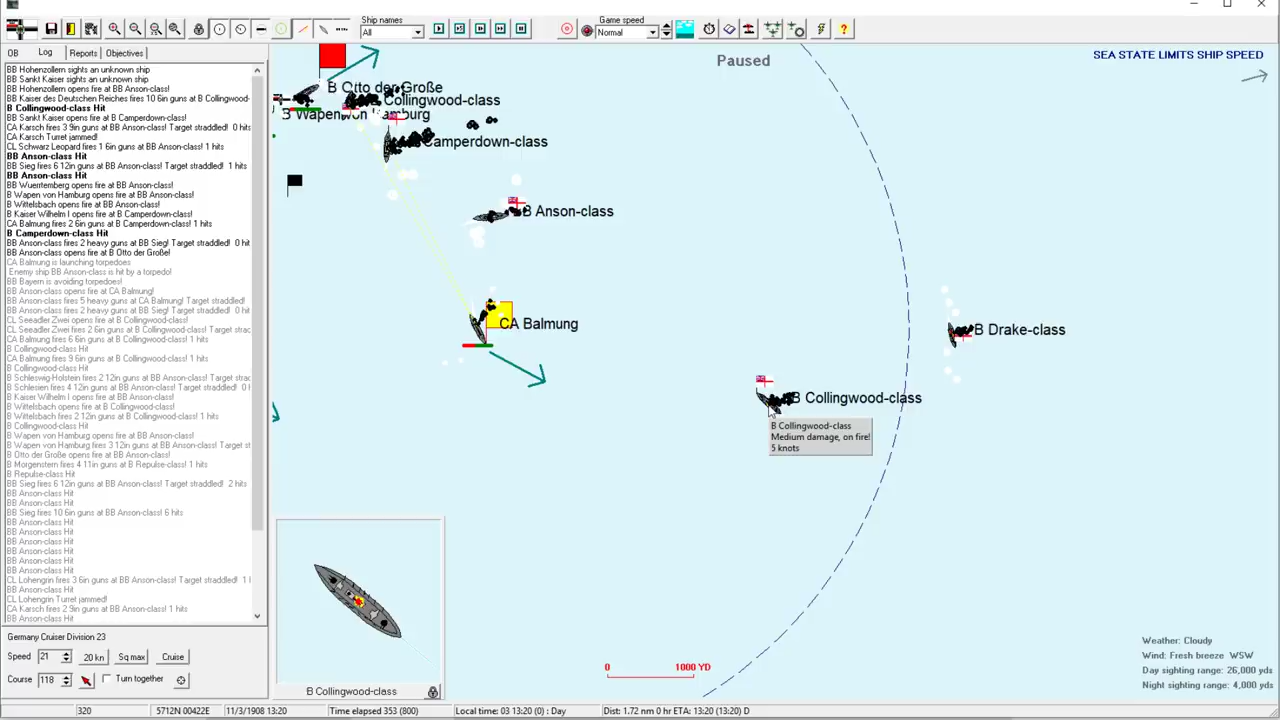 Ship names
All
Game speed
Normal
OB
Log
Reports
Objectives
BB Hohenzollern sights an unknown ship
BB Sankt Kaiser sights an unknown ship
BB Hohenzollern opens fire at BB Anson-class!
BB Kaiser des Deutschen Reiches fires 10 6in guns at B Collingwood-
B Collingwood-class Hit
BB Sankt Kaiser opens fire at B Camperdown-class!
CA Karsch fires 3 9in guns at BB Anson-class! Target straddled! 0 hits
CA Karsch Turret jammed!
CL Schwarz Leopard fires 1 6in guns at BB Anson-class! 1 hits
BB Anson-class Hit
BB Sieg fires 6 12in guns at BB Anson-class! Target straddled! 1 hits
BB Anson-class Hit
BB Wuerttemberg opens fire at BB Anson-class!
B Wapen von Hamburg opens fire at BB Anson-class!
B Wittelsbach opens fire at BB Anson-class!
B Kaiser Wilhelm I opens fire at B Camperdown-class!
CA Balmung fires 2 6in guns at B Camperdown-class! 1 hits
B Camperdown-class Hit
BB Anson-class fires 2 heavy guns at BB Sieg! Target straddled! 0 hit
BB Anson-class opens fire at B Otto der Große!
CA Balmung is launching torpedoes
Enemy ship BB Anson-class is hit by a torpedo!
BB Bayern is avoiding torpedoes!
BB Anson-class opens fire at CA Balmung!
BB Anson-class fires 5 heavy guns at CA Balmung! Target straddled!
BB Anson-class fires 2 heavy guns at BB Sieg! Target straddled! 0 hit
CL Seeadler Zwei opens fire at B Collingwood-class!
CL Seeadler Zwei fires 2 6in guns at B Collingwood-class! Target strac
CA Balmung fires 6 6in guns at B Collingwood-class! 1 hits
B Collingwood-class Hit
CA Balmung fires 9 6in guns at B Collingwood-class! 1 hits
B Collingwood-class Hit
B Schleswig-Holstein fires 2 12in guns at BB Anson-class! Target strac
B Schlesien fires 4 12in guns at BB Anson-class! Target straddled! 0 hi
B Kaiser Wilhelm I opens fire at BB Anson-class!
B Wittelsbach opens fire at B Collingwood-class!
B Wittelsbach fires 2 12in guns at B Collingwood-class! 1 hits
B Collingwood-class Hit
B Wapen von Hamburg opens fire at BB Anson-class!
B Wapen von Hamburg fires 3 12in guns at BB Anson-class! Target st
B Otto der Große opens fire at BB Anson-class!
B Morgenstern fires 4 11in guns at B Repulse-class! 1 hits
B Repulse-class Hit
BB Sieg fires 6 12in guns at BB Anson-class! Target straddled! 2 hits
BB Anson-class Hit
BB Anson-class Hit
BB Sieg fires 10 6in guns at BB Anson-class! 6 hits
BB Anson-class Hit
BB Anson-class Hit
BB Anson-class Hit
BB Anson-class Hit
BB Anson-class Hit
BB Anson-class Hit
CL Lohengrin fires 3 6in guns at BB Anson-class! Target straddled! 1 l
BB Anson-class Hit
CL Lohengrin Turret jammed!
CA Karsch fires 2 9in guns at BB Anson-class! 1 hits
BB Anson-class Hit
Germany Cruiser Division 23
Speed 21
20 kn
Sq max
Cruise
Course 118
Turn together
Paused
SEA STATE LIMITS SHIP SPEED
B Otto der Große
Collingwood-class
Camperdown-class
B Anson-class
CA Balmung
B Drake-class
B Collingwood-class
B Collingwood-class
Medium damage, on fire!
5 knots
B Collingwood-class
0
1000 YD
Weather: Cloudy
Wind: Fresh breeze WSW
Day sighting range: 26,000 yds
Night sighting range: 4,000 yds
320
5712N 00422E
11/3/1908 13:20
Time elapsed 353 (800)
Local time: 03 13:20 (0) : Day
Dist: 1.72 nm 0 hr ETA: 13:20 (13:20) D